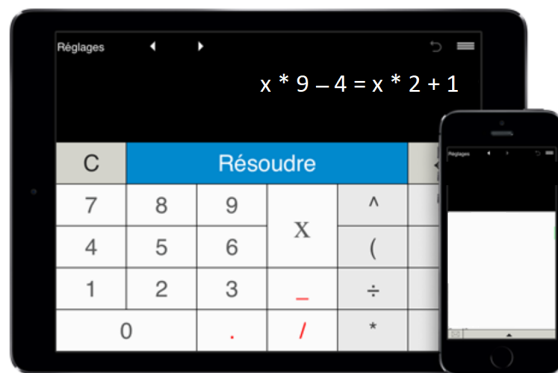 Réglages
x * 9 – 4 = x * 2 + 1
C Résoudre
7 8 9 X ^
4 5 6 (
1 2 3 _ ÷
0 . / *
Réglages